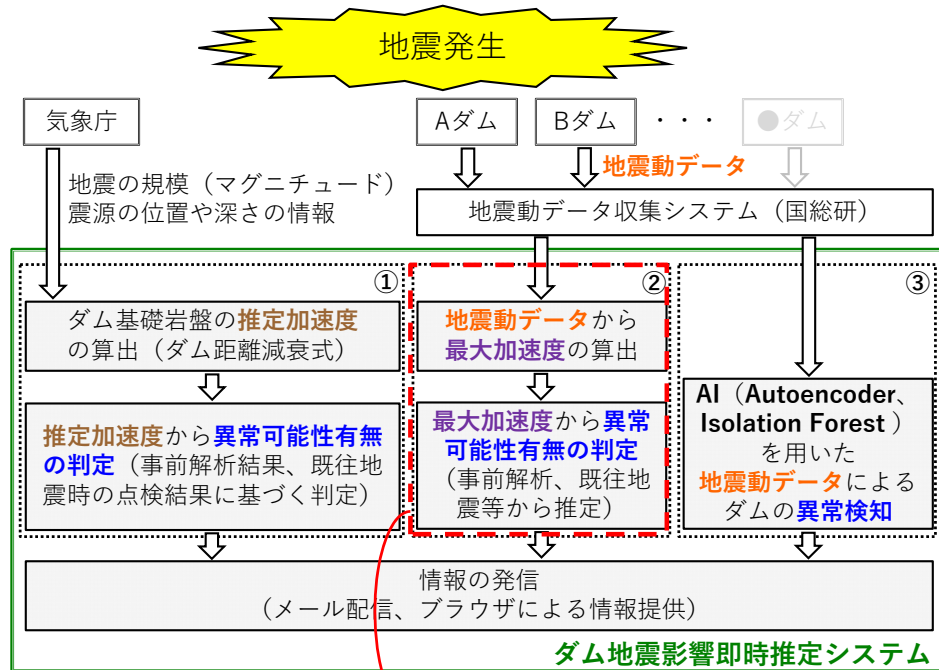 地震発生
気象庁
Aダム
Bダム
・・・
●ダム
地震動データ
地震の規模（マグニチュード）
震源の位置や深さの情報
地震動データ収集システム（国総研）
①
ダム基礎岩盤の推定加速度
の算出（ダム距離減衰式）
推定加速度から異常可能性有無
の判定（事前解析結果、既往地
震時の点検結果に基づく判定）
②
地震動データから
最大加速度の算出
最大加速度から異常
可能性有無の判定
（事前解析、既往地
震等から推定）
③
AI（Autoencoder、
Isolation Forest）
を用いた
地震動データによる
ダムの異常検知
情報の発信
（メール配信、ブラウザによる情報提供）
ダム地震影響即時推定システム